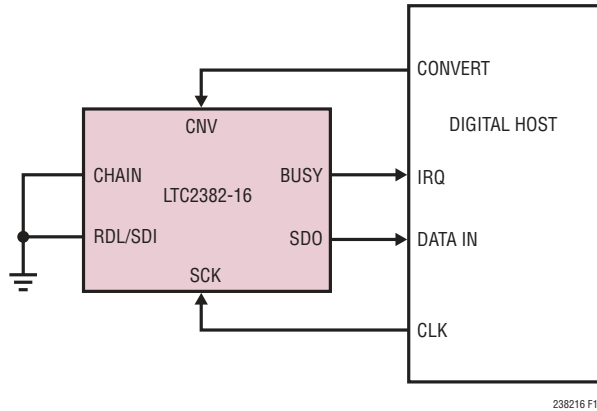 CONVERT
CNV
DIGITAL HOST
CHAIN
BUSY
IRQ
LTC2382-16
RDL/SDI
SDO
DATA IN
SCK
CLK
238216 F1